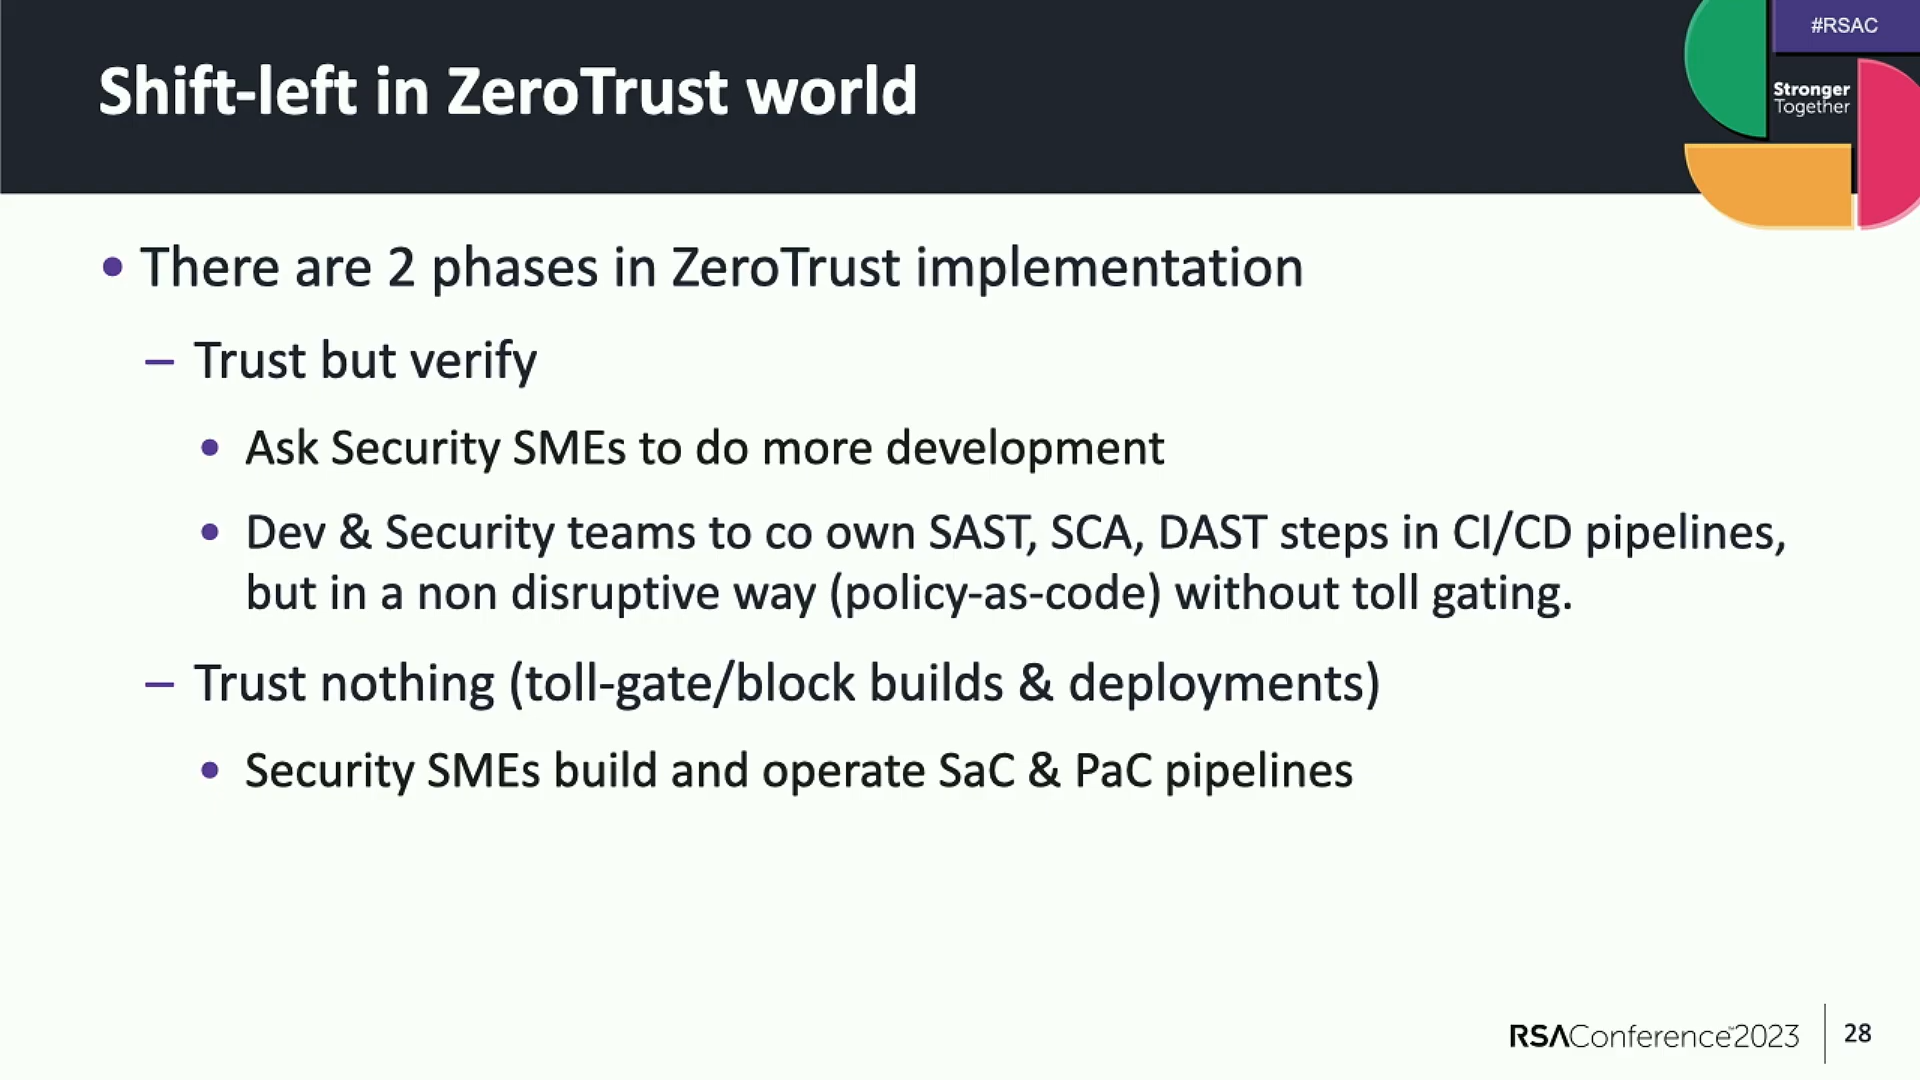 #RSAC
Shift-left in ZeroTrust world
Stronger
Together
• There are 2 phases in ZeroTrust implementation
– Trust but verify
• Ask Security SMEs to do more development
• Dev & Security teams to co own SAST, SCA, DAST steps in CI/CD pipelines,
but in a non disruptive way (policy-as-code) without toll gating.
– Trust nothing (toll-gate/block builds & deployments)
• Security SMEs build and operate SaC & PaC pipelines
RSAConference™2023
28